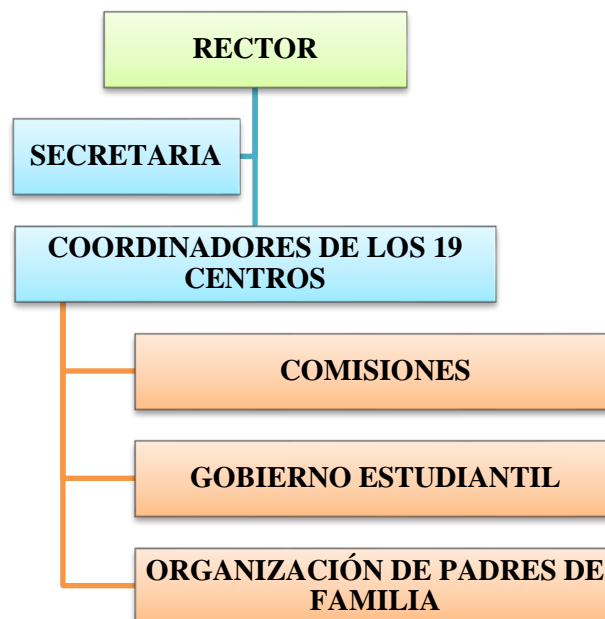 RECTOR
SECRETARIA
COORDINADORES DE LOS 19
CENTROS
COMISIONES
GOBIERNO ESTUDIANTIL
ORGANIZACIÓN DE PADRES DE
FAMILIA